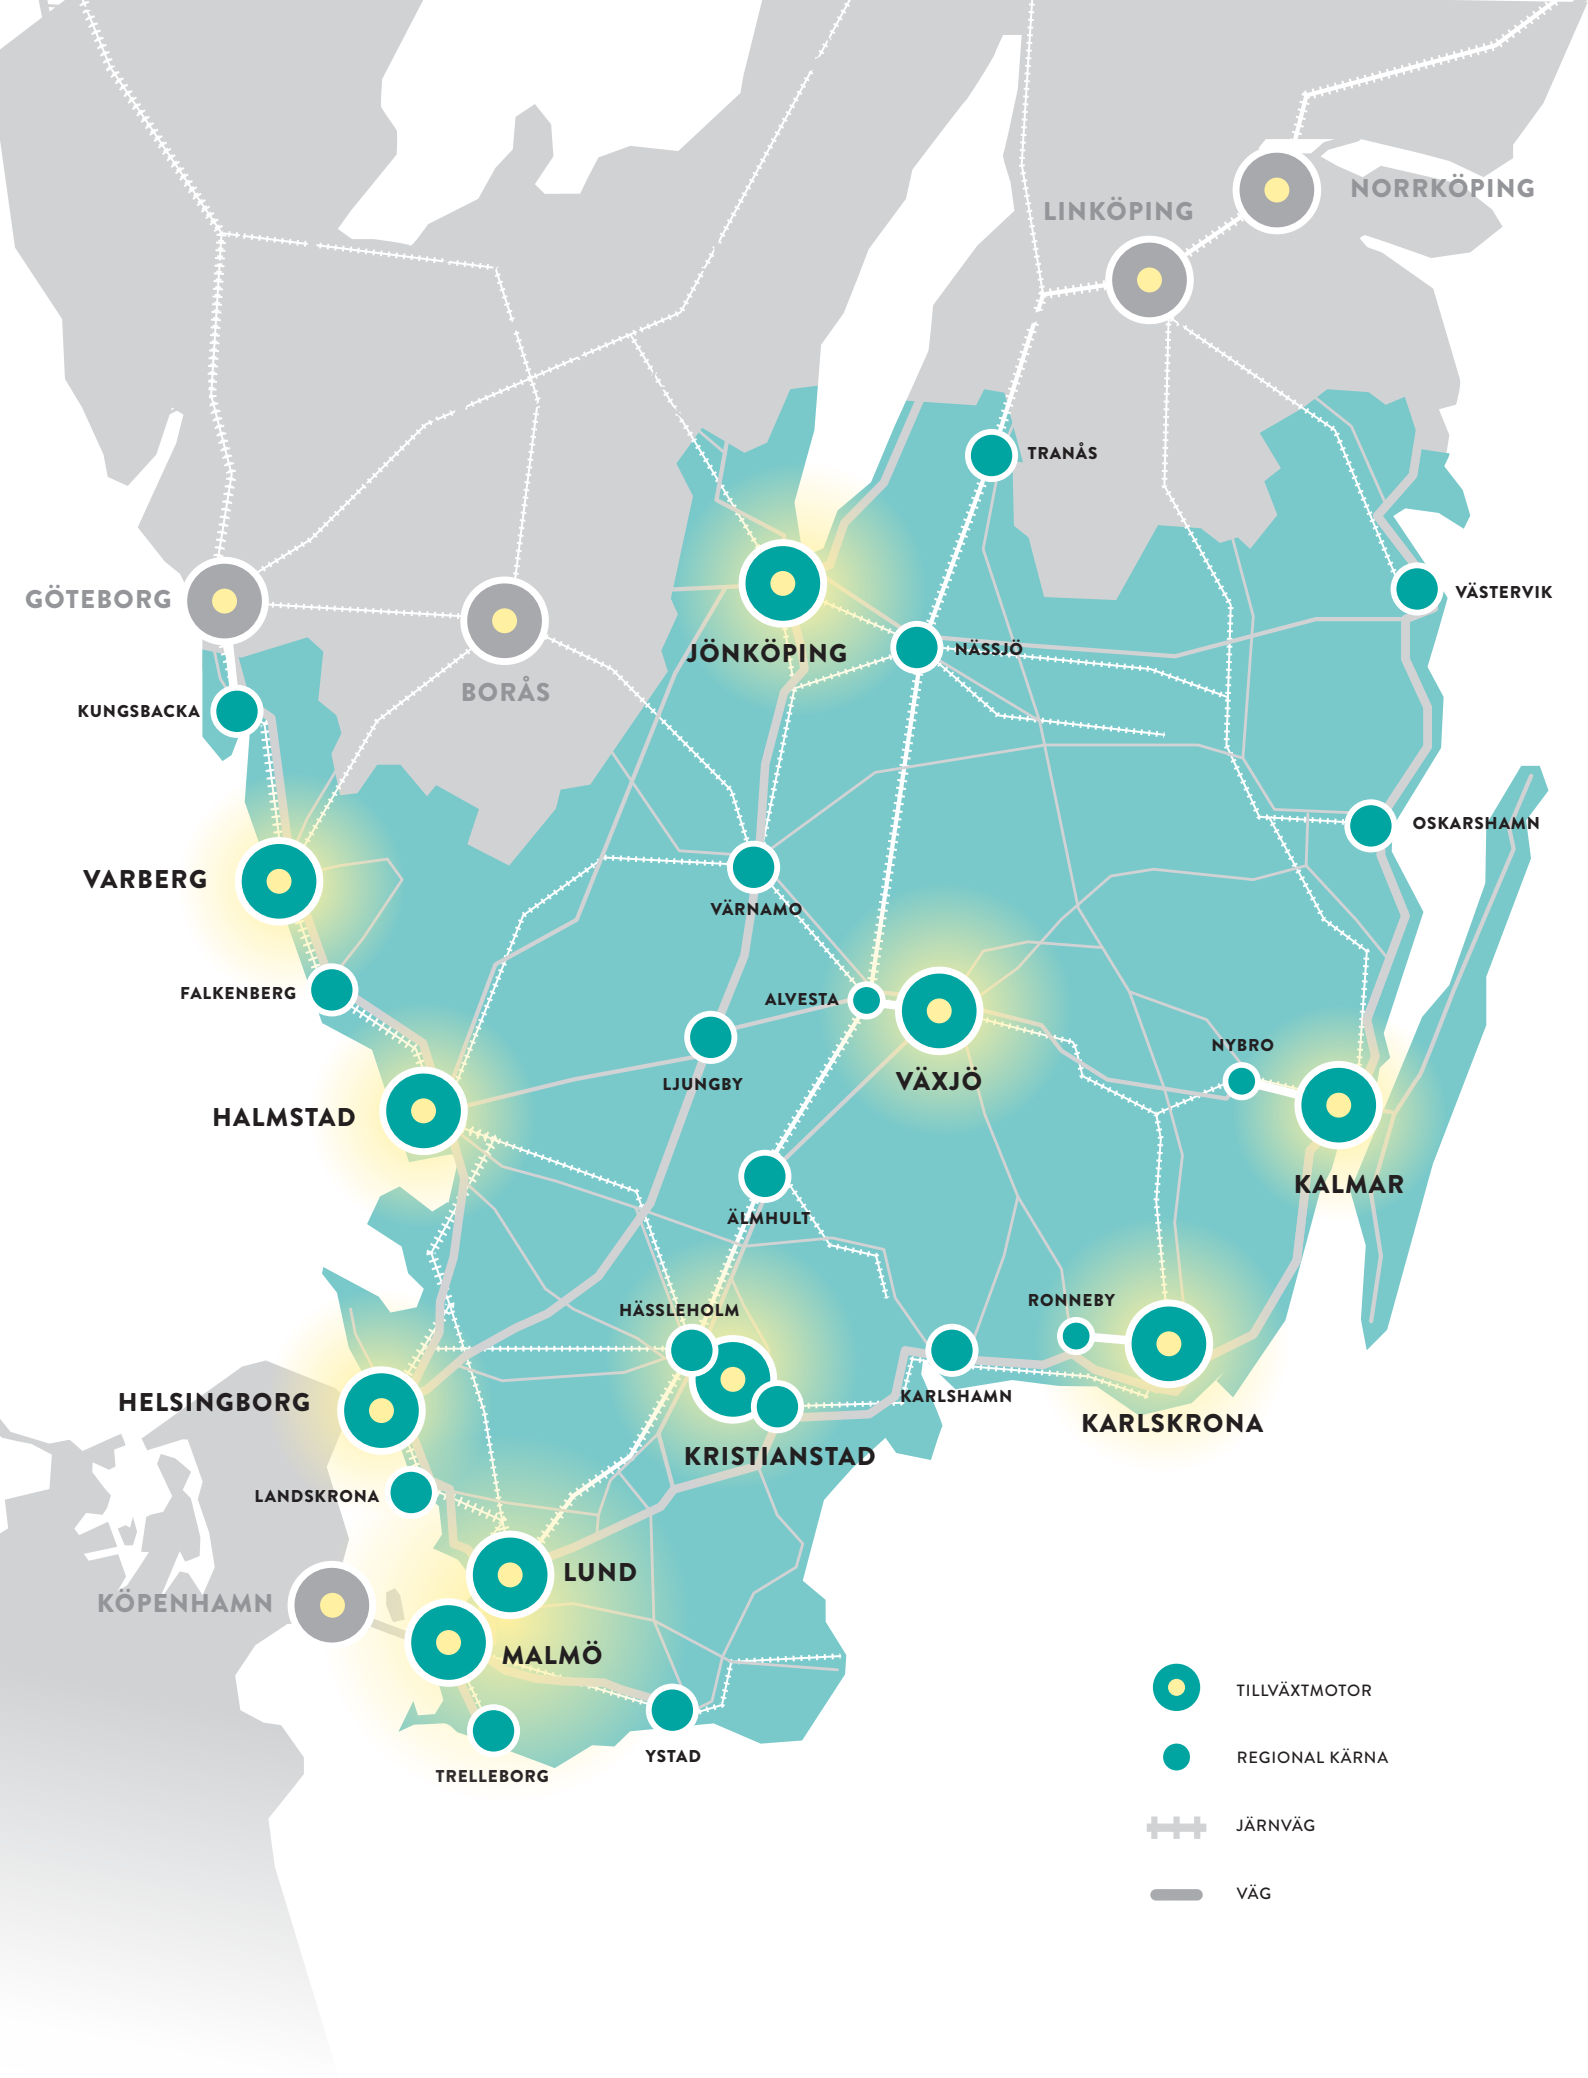 NORRKÖPING
LINKÖPING
TRANÅS
VÄSTERVIK
GÖTEBORG
JÖNKÖPING
NÄSSJÖ
BORÅS
KUNGSBACKA
OSKARSHAMN
VARBERG
VÄRNAMO
FALKENBERG
ALVESTA
NYBRO
LJUNGBY
VÄXJÖ
HALMSTAD
KALMAR
ÄLMHULT
RONNEBY
HÄSSLEHOLM
KARLSHAMN
HELSINGBORG
KARLSKRONA
KRISTIANSTAD
LANDSKRONA
LUND
KÖPENHAMN
MALMÖ
YSTAD
TRELLEBORG
TILLVÄXTMOTOR
REGIONAL KÄRNA
JÄRNVÄG
VÄG